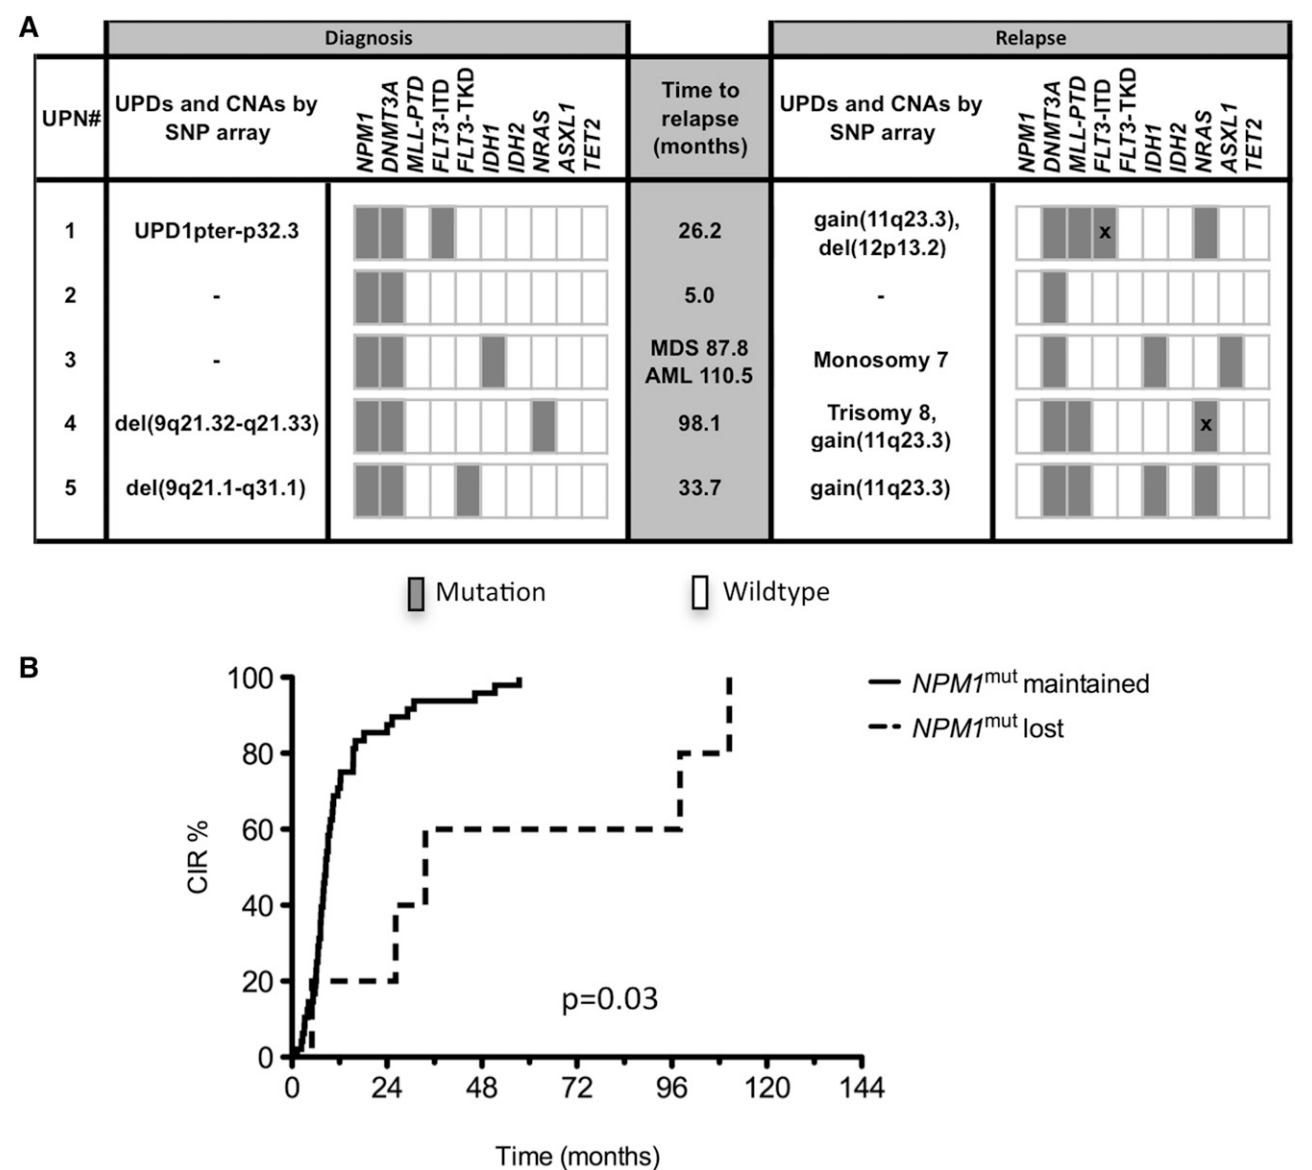 A
Diagnosis
Relapse
UPN#
UPDs and CNAs by
SNP array
NPM1
DNMT3A
MLL-PTD
FLT3-ITD
FLT3-TKD
IDH1
IDH2
NRAS
ASXL1
TET2
Time to
relapse
(months)
UPDs and CNAs by
SNP array
NPM1
DNMT3A
MLL-PTD
FLT3-ITD
FLT3-TKD
IDH1
IDH2
NRAS
ASXL1
TET2
1
UPD1pter-p32.3
26.2
gain(11q23.3),
del(12p13.2)
x
2
-
5.0
-
3
-
MDS 87.8
AML 110.5
Monosomy 7
4
del(9q21.32-q21.33)
98.1
Trisomy 8,
gain(11q23.3)
x
5
del(9q21.1-q31.1)
33.7
gain(11q23.3)
Mutation
Wildtype
B
CIR %
100
80
60
40
20
0
NPM1mut maintained
NPM1mut lost
p=0.03
0 24 48 72 96 120 144
Time (months)